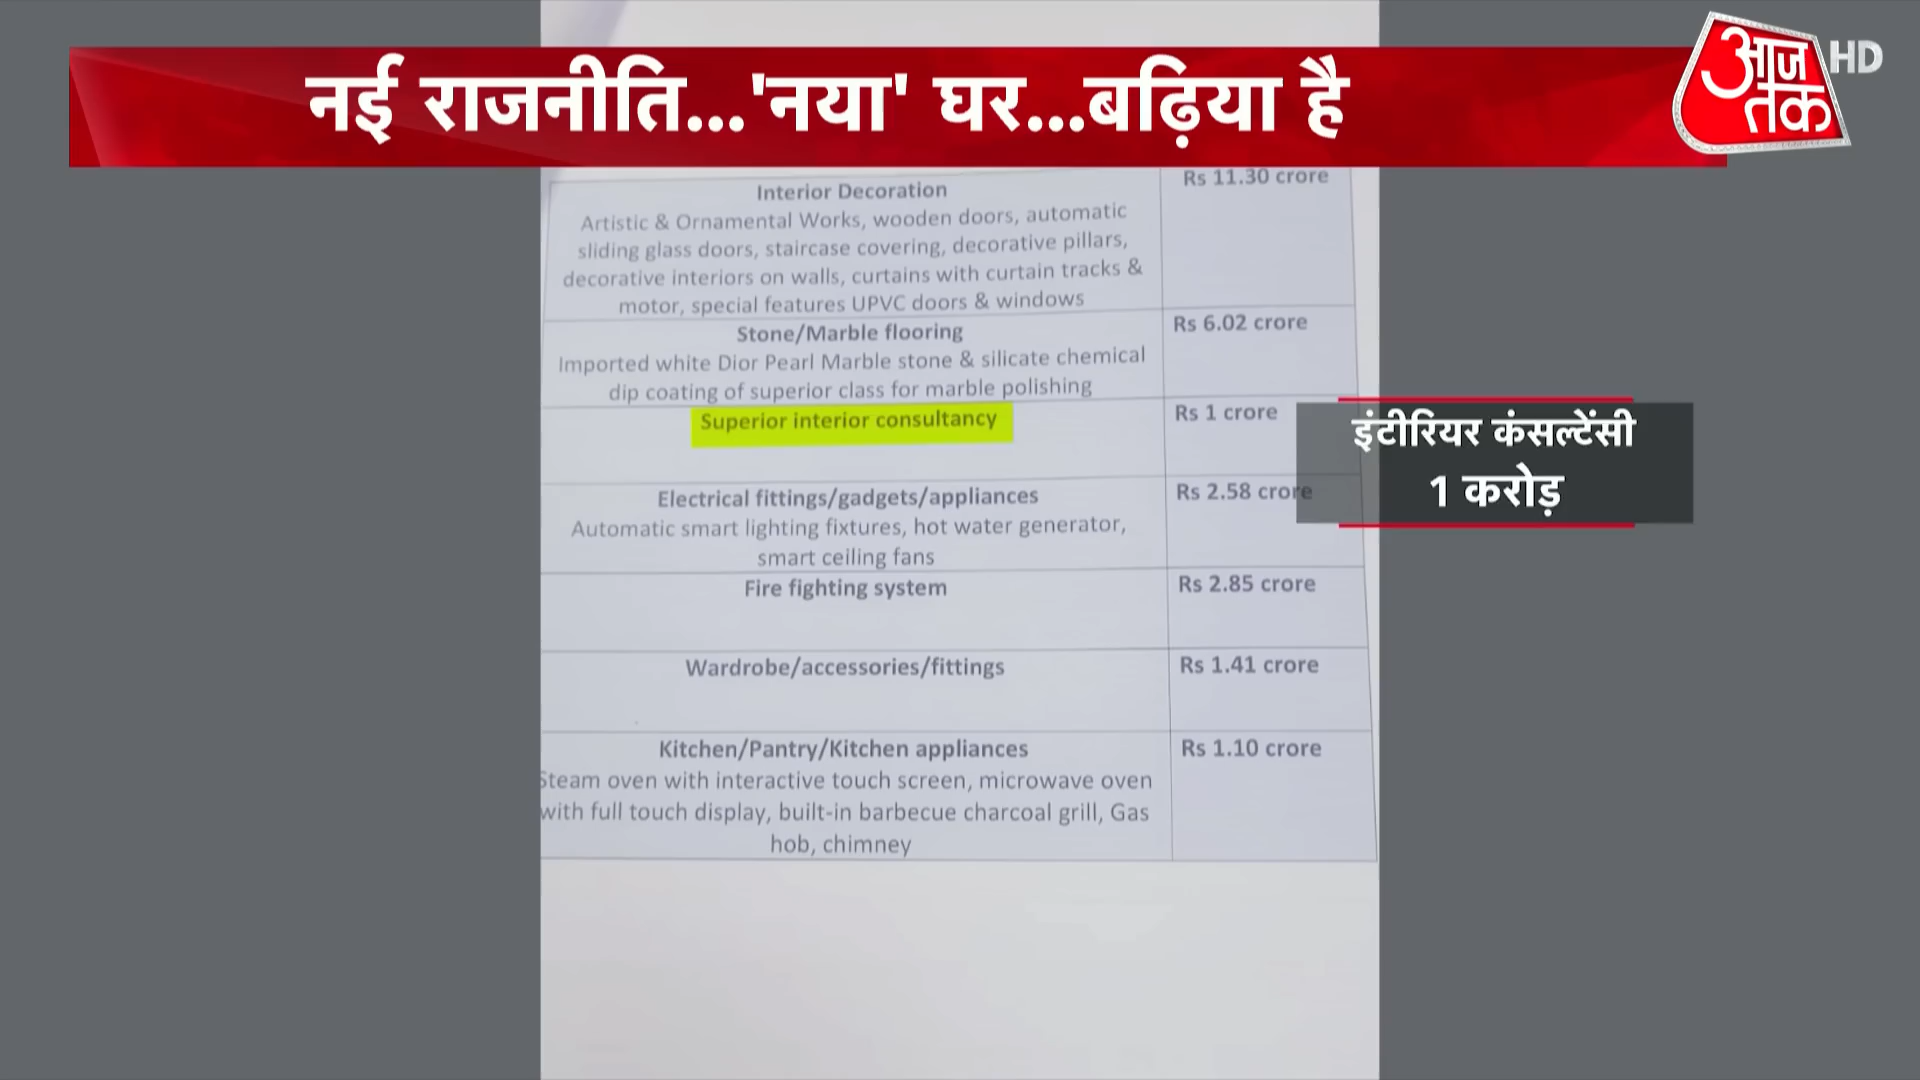 नई राजनीति...'नया' घर...बढ़िया है
आज
तक
HD
Interior Decoration
Rs 11.30 crore
Artistic & Ornamental Works, wooden doors, automatic
sliding glass doors, staircase covering, decorative pillars,
decorative interiors on walls, curtains with curtain tracks &
motor, special features UPVC doors & windows
Stone/Marble flooring
Rs 6.02 crore
Imported white Dior Pearl Marble stone & silicate chemical
dip coating of superior class for marble polishing
Superior interior consultancy
Rs 1 crore
इंटीरियर कंसल्टेंसी
1 करोड़
Electrical fittings/gadgets/appliances
Rs 2.58 crore
Automatic smart lighting fixtures, hot water generator,
smart ceiling fans
Fire fighting system
Rs 2.85 crore
Wardrobe/accessories/fittings
Rs 1.41 crore
Kitchen/Pantry/Kitchen appliances
Rs 1.10 crore
Steam oven with interactive touch screen, microwave oven
with full touch display, built-in barbecue charcoal grill, Gas
hob, chimney